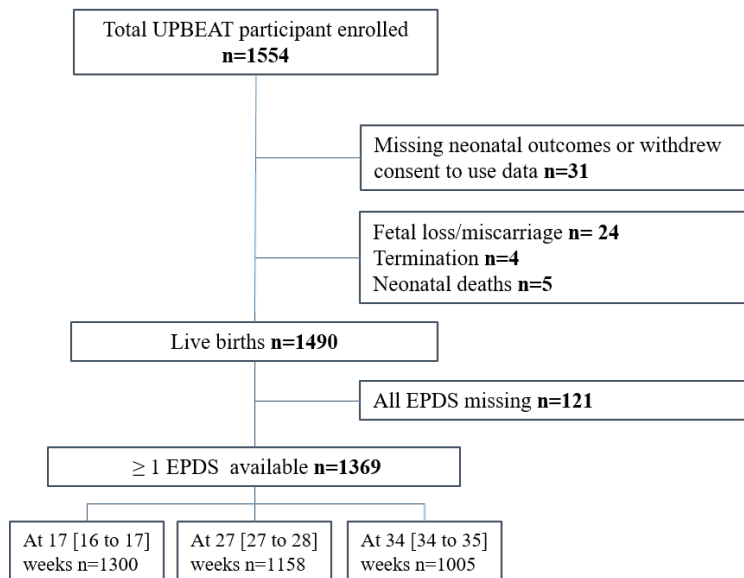 Total UPBEAT participant enrolled
n=1554
Missing neonatal outcomes or withdrew
consent to use data n=31
Fetal loss/miscarriage n= 24
Termination n=4
Neonatal deaths n=5
Live births n=1490
All EPDS missing n=121
≥ 1 EPDS available n=1369
At 17 [16 to 17]
weeks n=1300
At 27 [27 to 28]
weeks n=1158
At 34 [34 to 35]
weeks n=1005